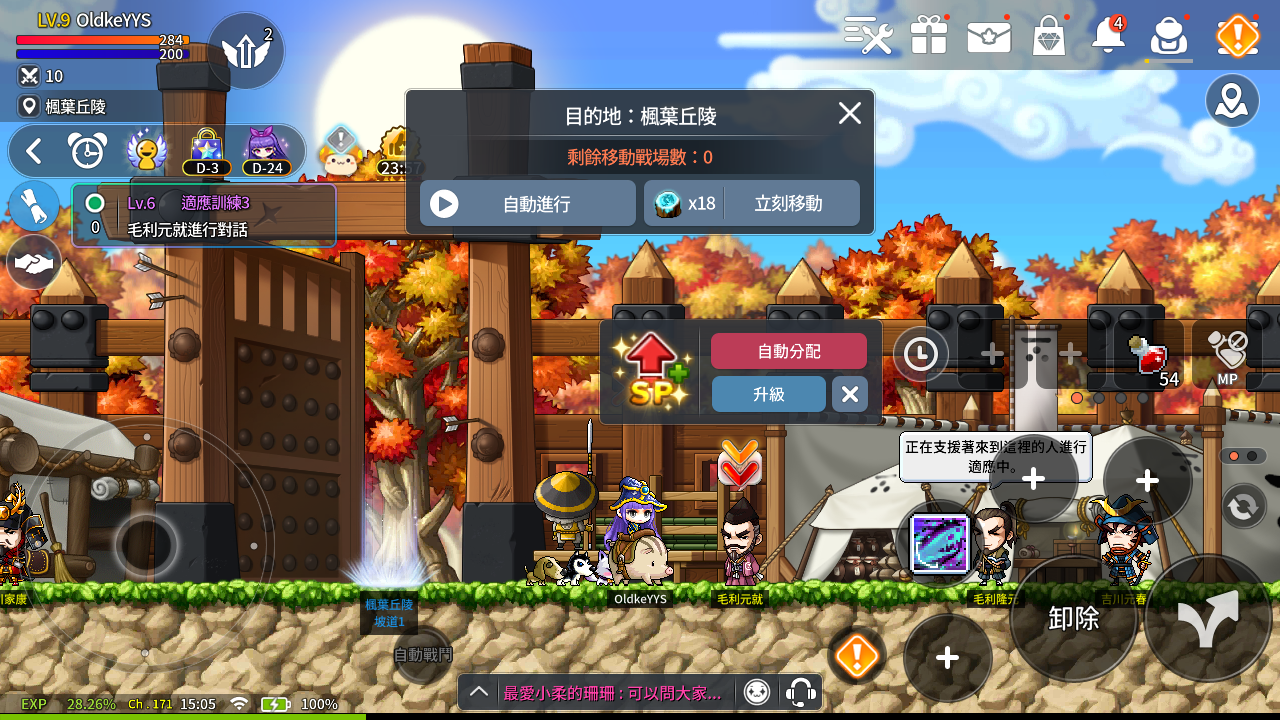 LV.9 OldkeYYS
284
200
2
10
楓葉丘陵
D-3
D-24
23:57
4
目的地：楓葉丘陵
剩餘移動戰場數：0
自動進行
x18
立刻移動
Lv.6 適應訓練3
0
毛利元就進行對話
SP
自動分配
升級
54
MP
正在支援著來到這裡的人進行
適應中。
川家康
楓葉丘陵
坡道1
OldkeYYS
毛利元就
毛利隆元
吉川元春
卸除
自動戰鬥
最愛小柔的珊珊 : 可以問大家...
EXP 28.26% Ch.171 15:05 100%